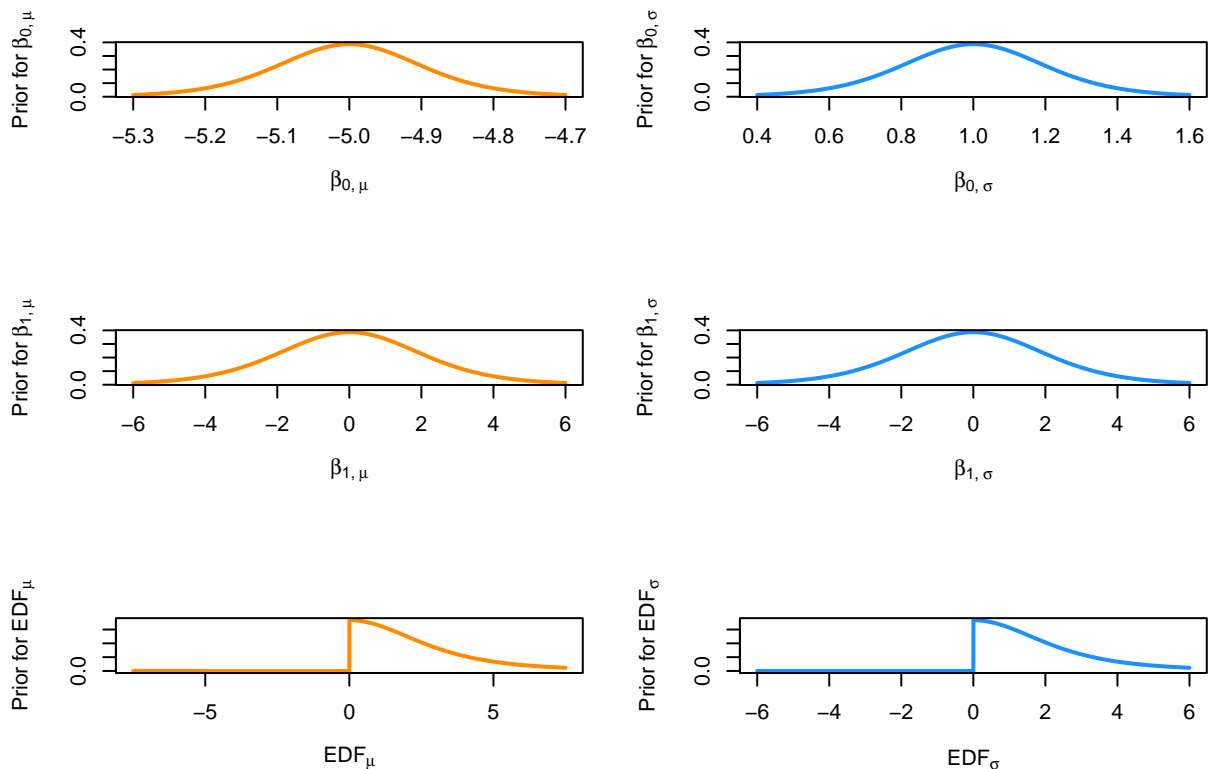 Prior for β0, μ
0.0 0.4
−5.3 −5.2 −5.1 −5.0 −4.9 −4.8 −4.7
β0, μ
Prior for β0, σ
0.0 0.4
0.4 0.6 0.8 1.0 1.2 1.4 1.6
β0, σ
Prior for β1, μ
0.0 0.4
−6 −4 −2 0 2 4 6
β1, μ
Prior for β1, σ
0.0 0.4
−6 −4 −2 0 2 4 6
β1, σ
Prior for EDFμ
0.0
−5 0 5
EDFμ
Prior for EDFσ
0.0
−6 −4 −2 0 2 4 6
EDFσ